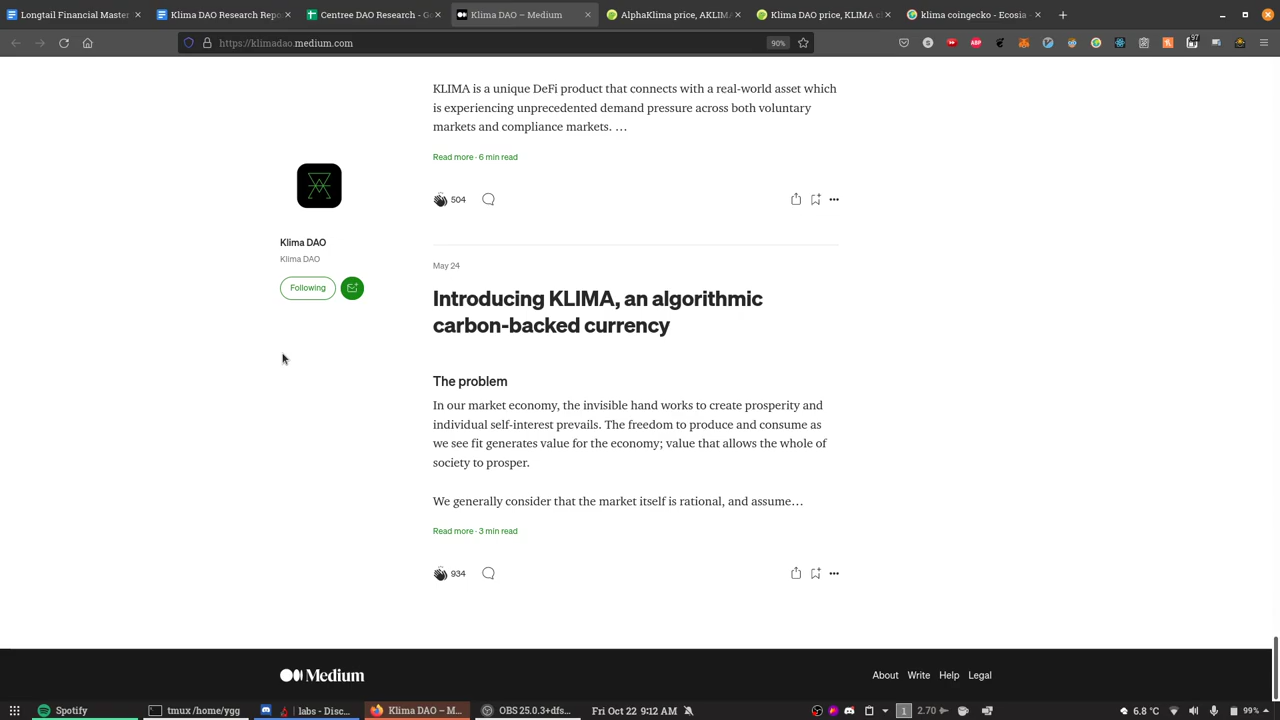 Longtail Financial Master
Klima DAO Research Repo
Centree DAO Research - Go
Klima DAO – Medium
AlphaKlima price, AKLIMA
Klima DAO price, KLIMA c
klima coingecko - Ecosia
https://klimadao.medium.com
90%
97
KLIMA is a unique DeFi product that connects with a real-world asset which
is experiencing unprecedented demand pressure across both voluntary
markets and compliance markets. …
Read more · 6 min read
504
Klima DAO
Klima DAO
Following
May 24
Introducing KLIMA, an algorithmic
carbon-backed currency
The problem
In our market economy, the invisible hand works to create prosperity and
individual self-interest prevails. The freedom to produce and consume as
we see fit generates value for the economy; value that allows the whole of
society to prosper.
We generally consider that the market itself is rational, and assume…
Read more · 3 min read
934
Medium
About Write Help Legal
Spotify
tmux /home/ygg
labs - Disc...
Klima DAO – M...
OBS 25.0.3+dfs...
Fri Oct 22 9:12 AM
1
2.70
6.8 °C
99%